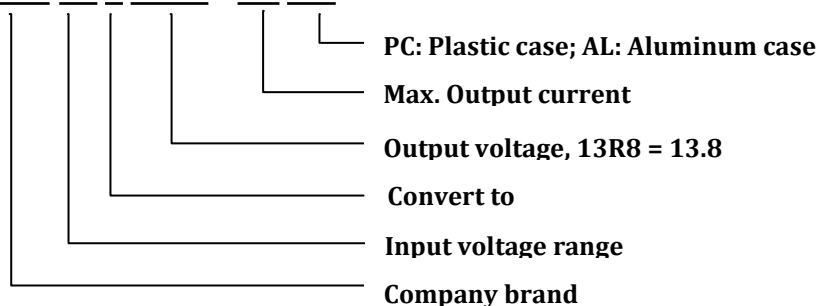 PC: Plastic case; AL: Aluminum case
Max. Output current
Output voltage, 13R8 = 13.8
Convert to
Input voltage range
Company brand